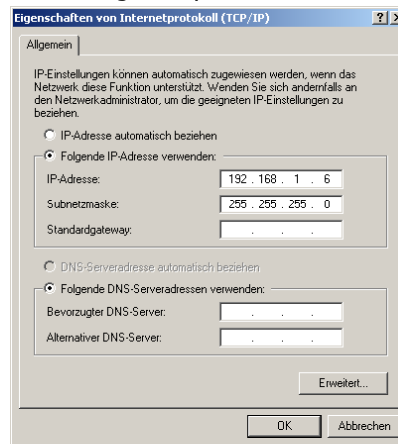 Eigenschaften von Internetprotokoll (TCP/IP)
Allgemein
IP-Einstellungen können automatisch zugewiesen werden, wenn das
Netzwerk diese Funktion unterstützt. Wenden Sie sich andernfalls an
den Netzwerkadministrator, um die geeigneten IP-Einstellungen zu
beziehen.
IP-Adresse automatisch beziehen
Folgende IP-Adresse verwenden:
IP-Adresse: 192 . 168 . 1 . 6
Subnetzmaske: 255 . 255 . 255 . 0
Standardgateway: . . .
DNS-Serveradresse automatisch beziehen
Folgende DNS-Serveradressen verwenden:
Bevorzugter DNS-Server: . . .
Alternativer DNS-Server: . . .
Erweitert...
OK Abbrechen